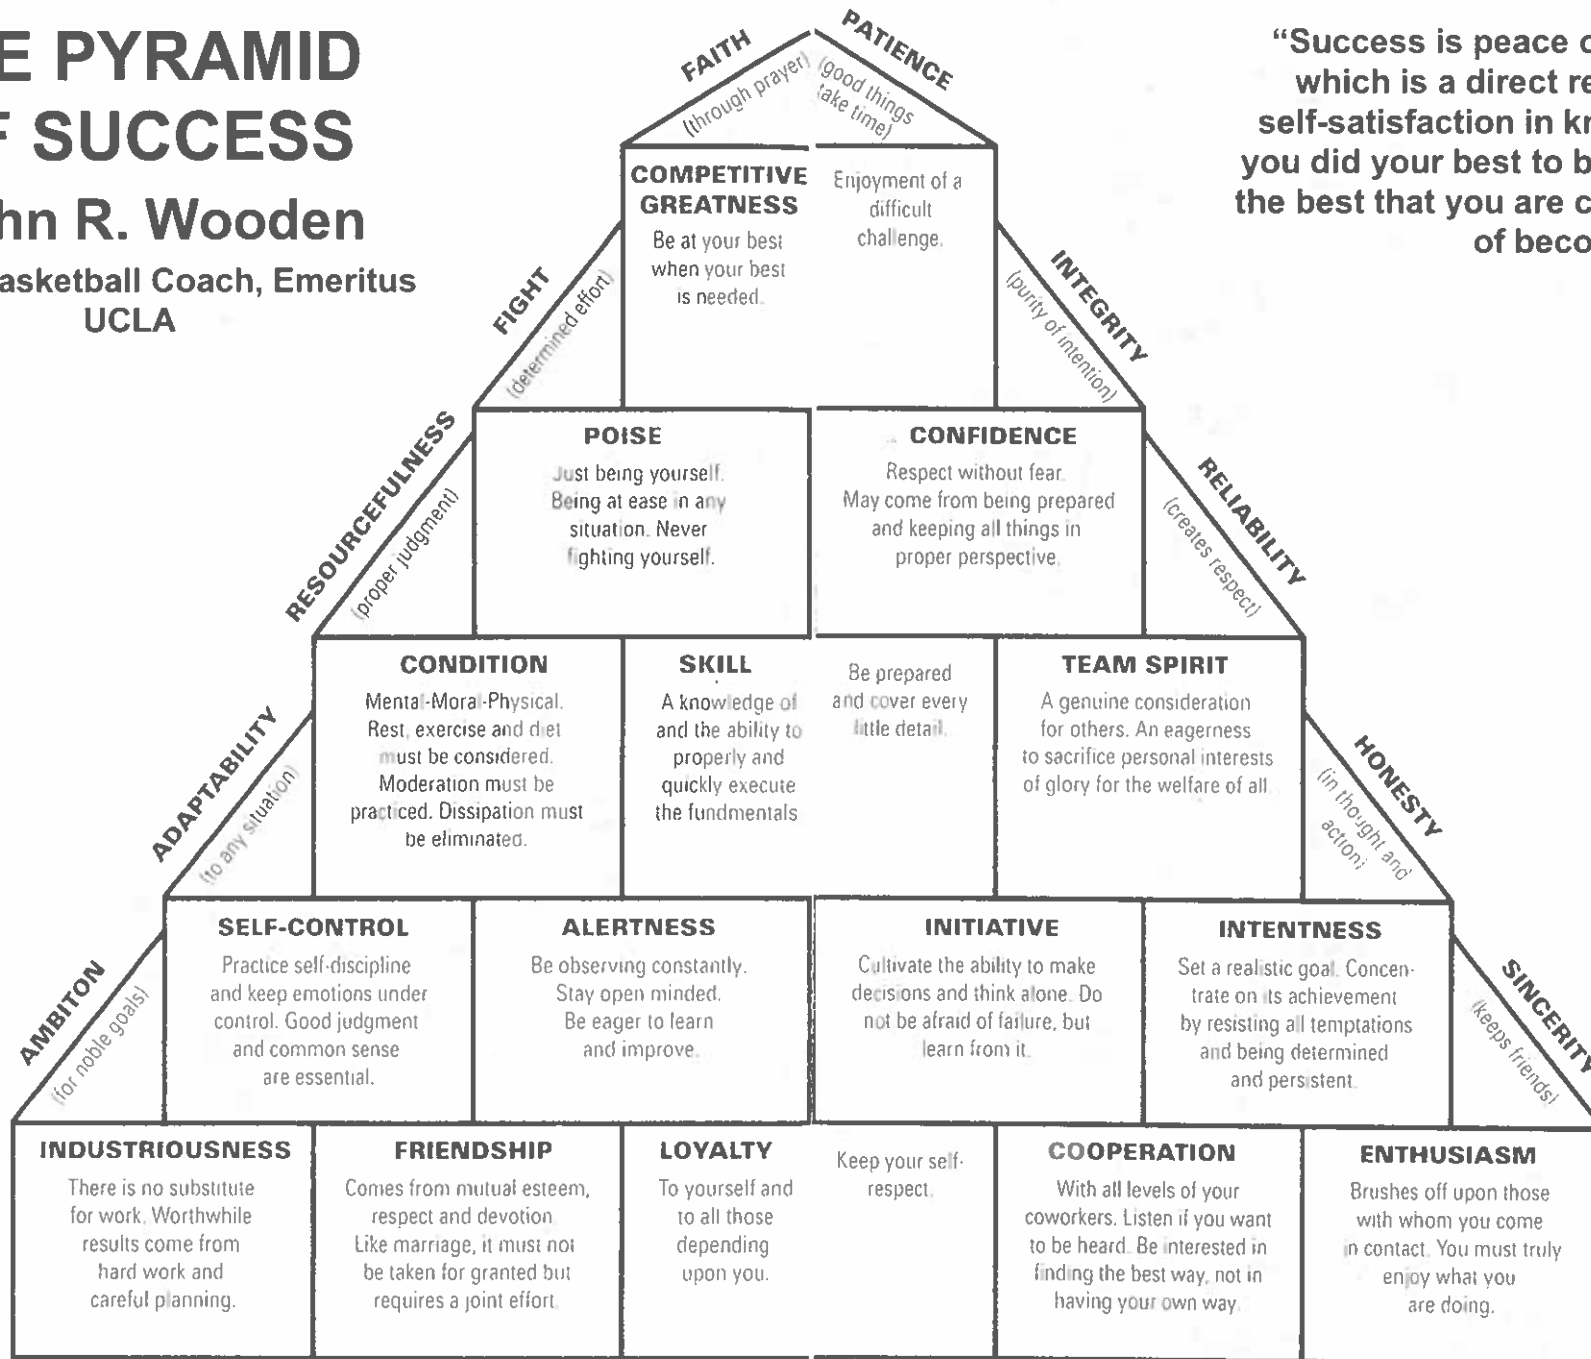 E PYRAMID
F SUCCESS
hn R. Wooden
asketball Coach, Emeritus
UCLA
“Success is peace o
which is a direct re
self-satisfaction in kn
you did your best to b
the best that you are c
of beco
FAITH
(through prayer)
PATIENCE
(good things
take time)
COMPETITIVE
GREATNESS
Be at your best
when your best
is needed.
Enjoyment of a
difficult
challenge.
FIGHT
(determined effort)
INTEGRITY
(purity of intention)
POISE
Just being yourself.
Being at ease in any
situation. Never
fighting yourself.
CONFIDENCE
Respect without fear.
May come from being prepared
and keeping all things in
proper perspective.
RESOURCEFULNESS
(proper judgment)
RELIABILITY
(creates respect)
CONDITION
Mental-Moral-Physical.
Rest, exercise and diet
must be considered.
Moderation must be
practiced. Dissipation must
be eliminated.
SKILL
A knowledge of
and the ability to
properly and
quickly execute
the fundmentals
Be prepared
and cover every
little detail.
TEAM SPIRIT
A genuine consideration
for others. An eagerness
to sacrifice personal interests
of glory for the welfare of all.
ADAPTABILITY
(to any situation)
HONESTY
(in thought and
action)
SELF-CONTROL
Practice self-discipline
and keep emotions under
control. Good judgment
and common sense
are essential.
ALERTNESS
Be observing constantly.
Stay open minded.
Be eager to learn
and improve.
INITIATIVE
Cultivate the ability to make
decisions and think alone. Do
not be afraid of failure, but
learn from it.
INTENTNESS
Set a realistic goal. Concen-
trate on its achievement
by resisting all temptations
and being determined
and persistent.
AMBITON
(for noble goals)
SINCERITY
(keeps friends)
INDUSTRIOUSNESS
There is no substitute
for work. Worthwhile
results come from
hard work and
careful planning.
FRIENDSHIP
Comes from mutual esteem,
respect and devotion.
Like marriage, it must not
be taken for granted but
requires a joint effort.
LOYALTY
To yourself and
to all those
depending
upon you.
Keep your self-
respect.
COOPERATION
With all levels of your
coworkers. Listen if you want
to be heard. Be interested in
finding the best way, not in
having your own way.
ENTHUSIASM
Brushes off upon those
with whom you come
in contact. You must truly
enjoy what you
are doing.